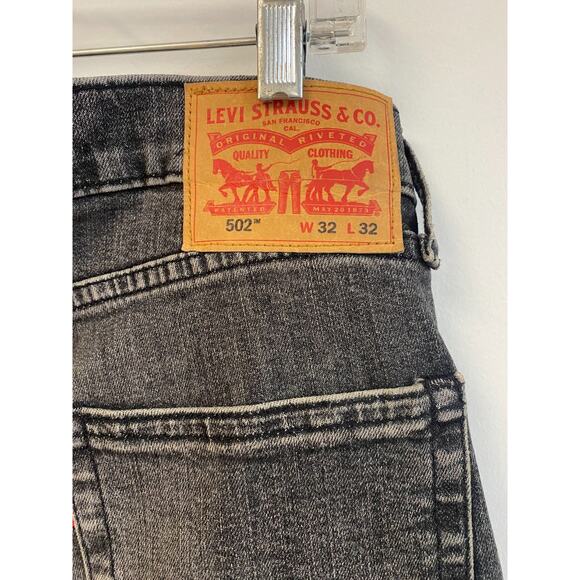 LEVI STRAUSS & CO.
SAN FRANCISCO
CAL.
ORIGINAL RIVETED
QUALITY CLOTHING
PATENTED MAY 20 1873
502™ W 32 L 32